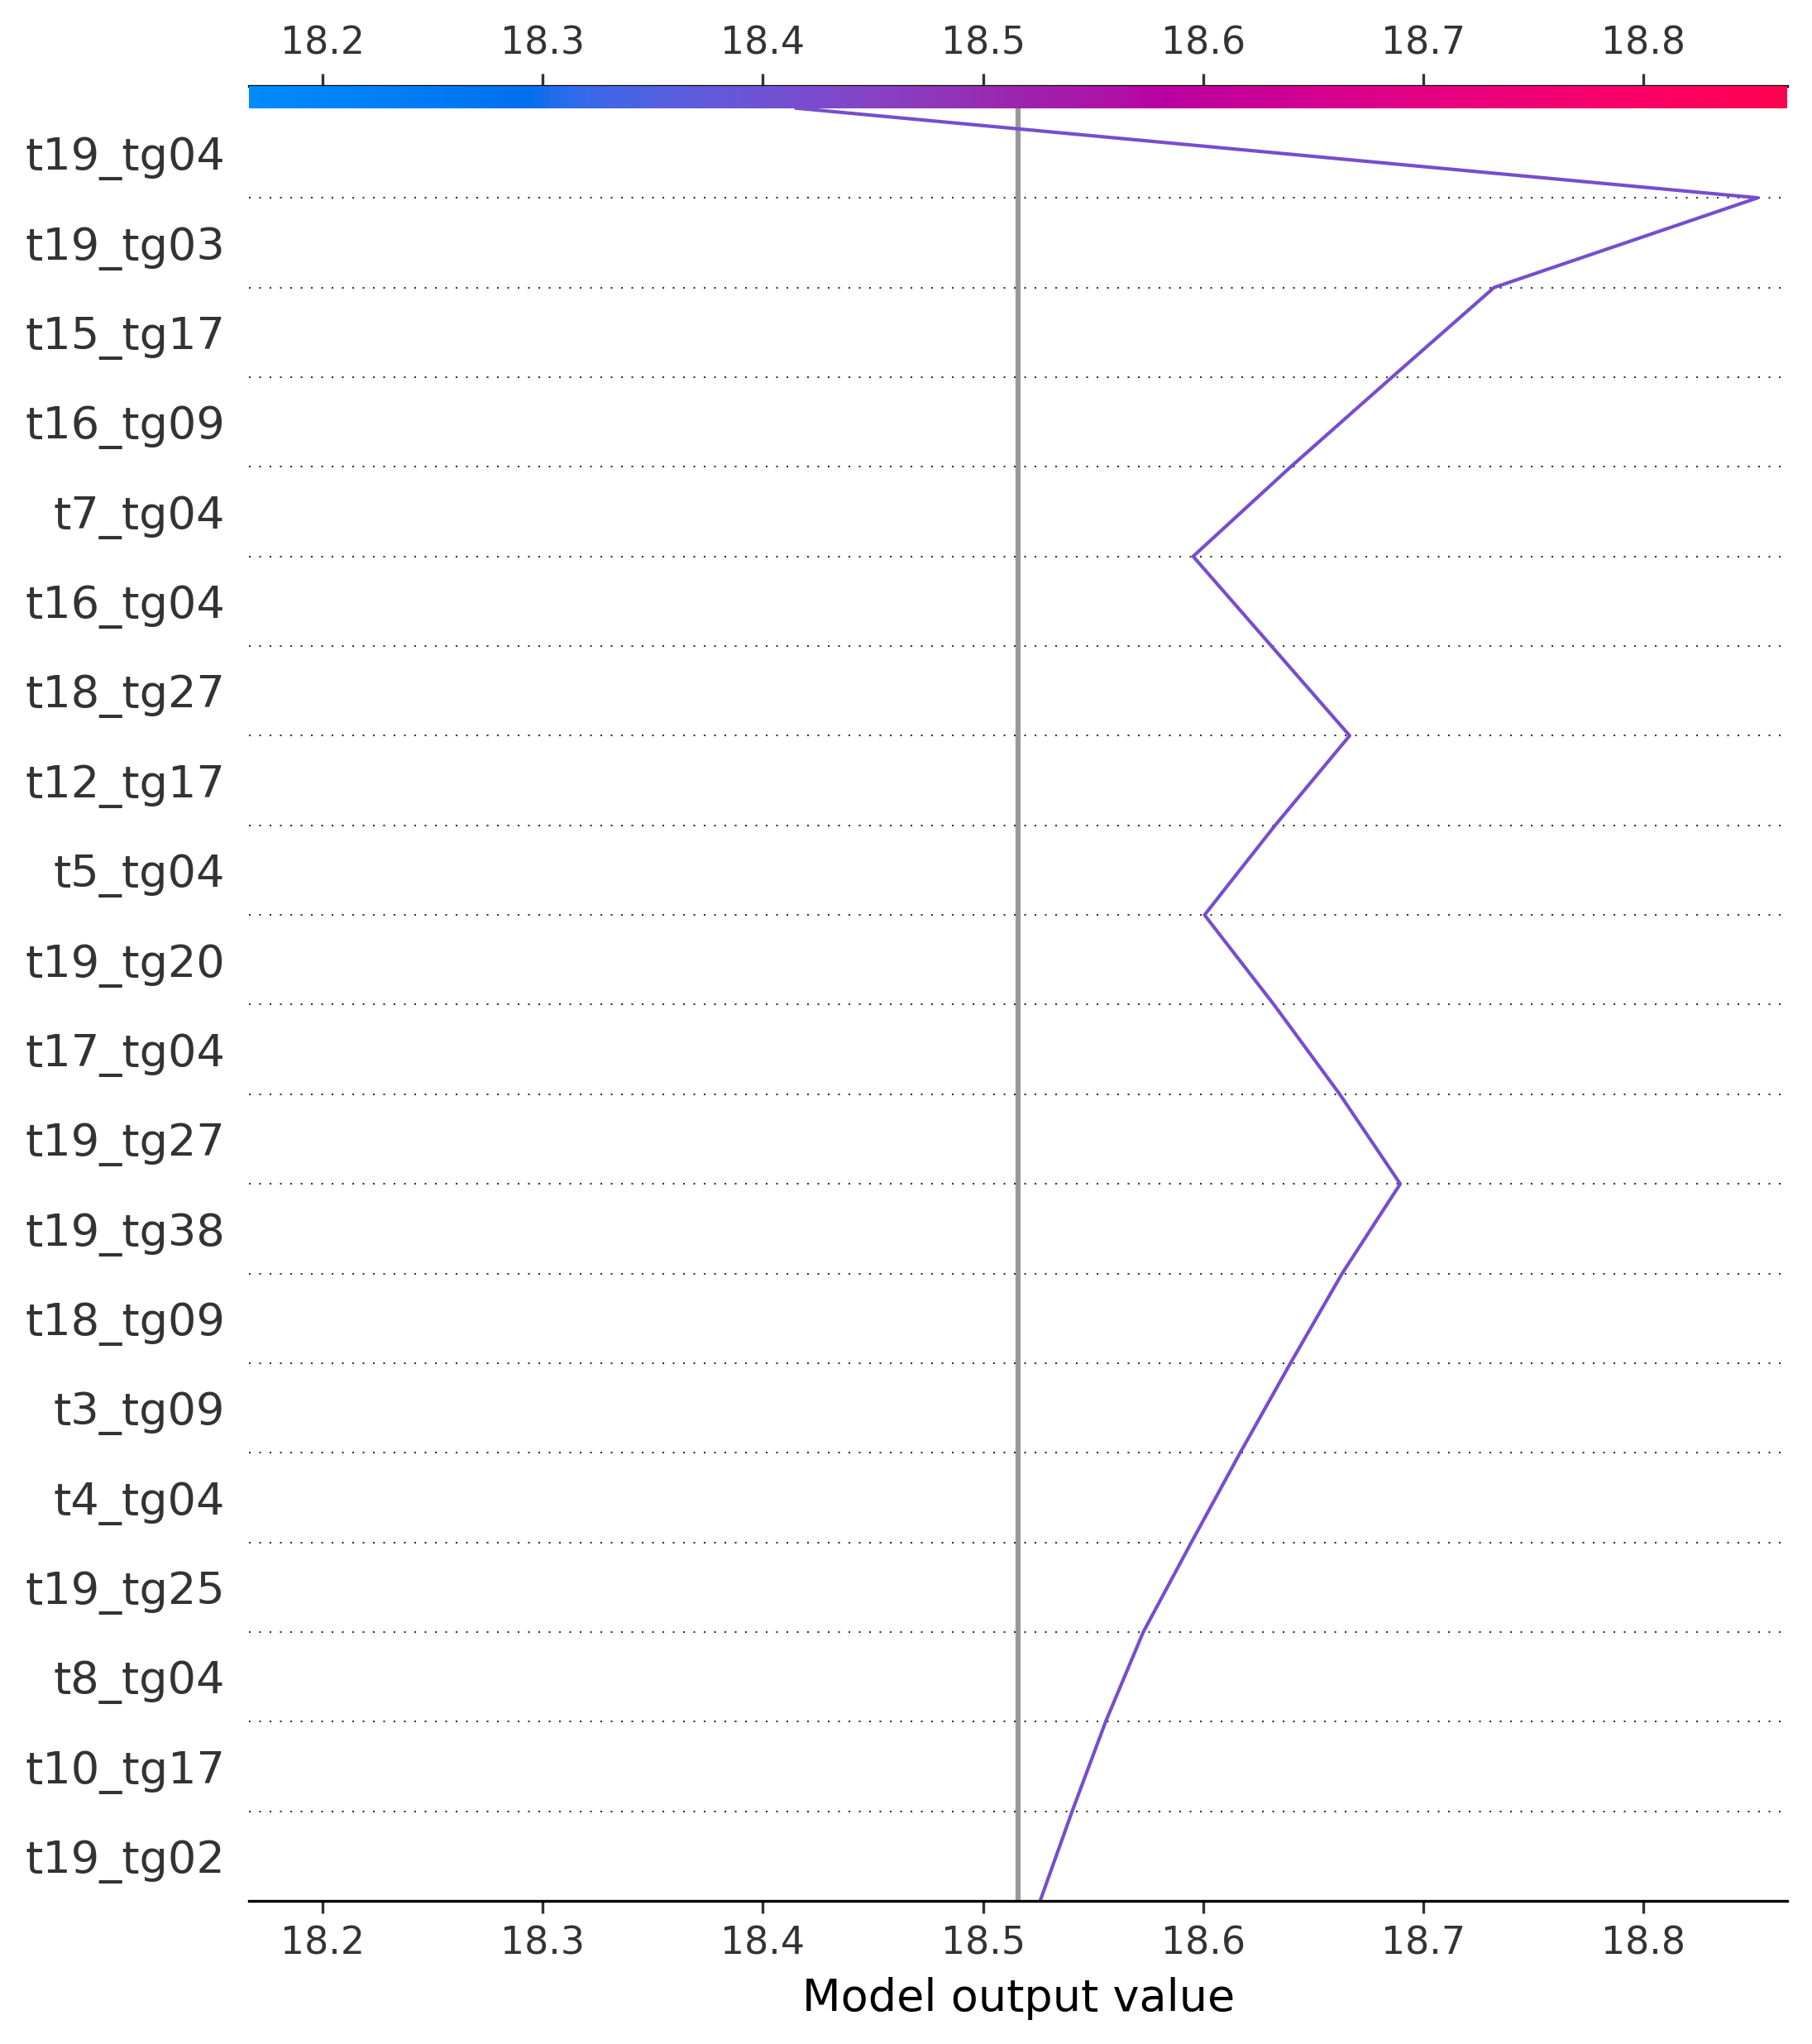 18.2 18.3 18.4 18.5 18.6 18.7 18.8
t19_tg04
t19_tg03
t15_tg17
t16_tg09
t7_tg04
t16_tg04
t18_tg27
t12_tg17
t5_tg04
t19_tg20
t17_tg04
t19_tg27
t19_tg38
t18_tg09
t3_tg09
t4_tg04
t19_tg25
t8_tg04
t10_tg17
t19_tg02
18.2 18.3 18.4 18.5 18.6 18.7 18.8
Model output value